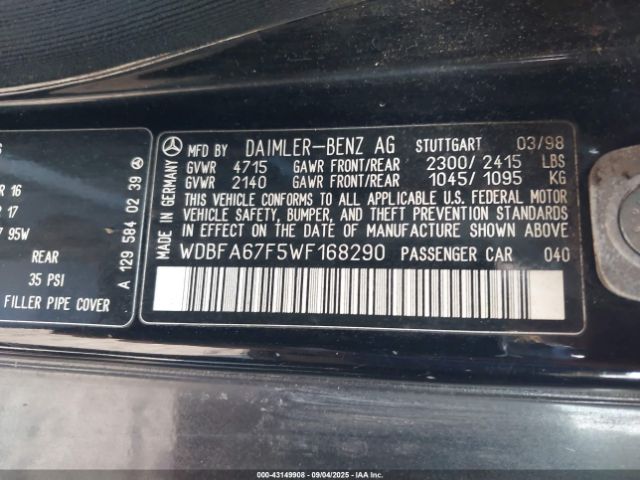 MFD BY DAIMLER-BENZ AG STUTTGART 03/98
GVWR 4715 GAWR FRONT/REAR 2300/2415 LBS
GVWR 2140 GAWR FRONT/REAR 1045/1095 KG
THIS VEHICLE CONFORMS TO ALL APPLICABLE U.S. FEDERAL MOTOR
VEHICLE SAFETY, BUMPER, AND THEFT PREVENTION STANDARDS
IN EFFECT ON THE DATE OF MANUFACTURE SHOWN ABOVE.
WDBFA67F5WF168290 PASSENGER CAR 040
MADE IN GERMANY
A 129 584 02 39
R 16
17
95W
REAR
35 PSI
FILLER PIPE COVER
000-43149908 - 09/04/2025 - COPYRIGHT IAA, LLC.